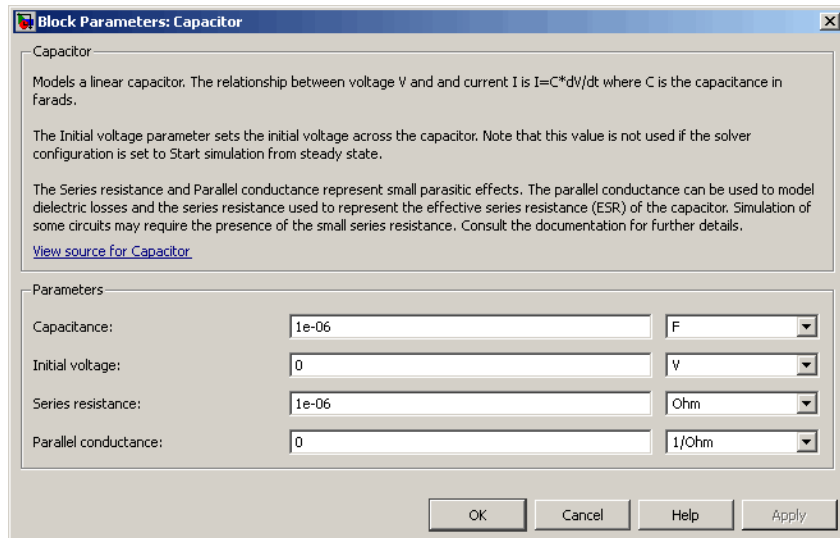 Block Parameters: Capacitor
Capacitor
Models a linear capacitor. The relationship between voltage V and and current I is I=C*dV/dt where C is the capacitance in
farads.
The Initial voltage parameter sets the initial voltage across the capacitor. Note that this value is not used if the solver
configuration is set to Start simulation from steady state.
The Series resistance and Parallel conductance represent small parasitic effects. The parallel conductance can be used to model
dielectric losses and the series resistance used to represent the effective series resistance (ESR) of the capacitor. Simulation of
some circuits may require the presence of the small series resistance. Consult the documentation for further details.
View source for Capacitor
Parameters
Capacitance: 1e-06 F
Initial voltage: 0 V
Series resistance: 1e-06 Ohm
Parallel conductance: 0 1/Ohm
OK Cancel Help Apply